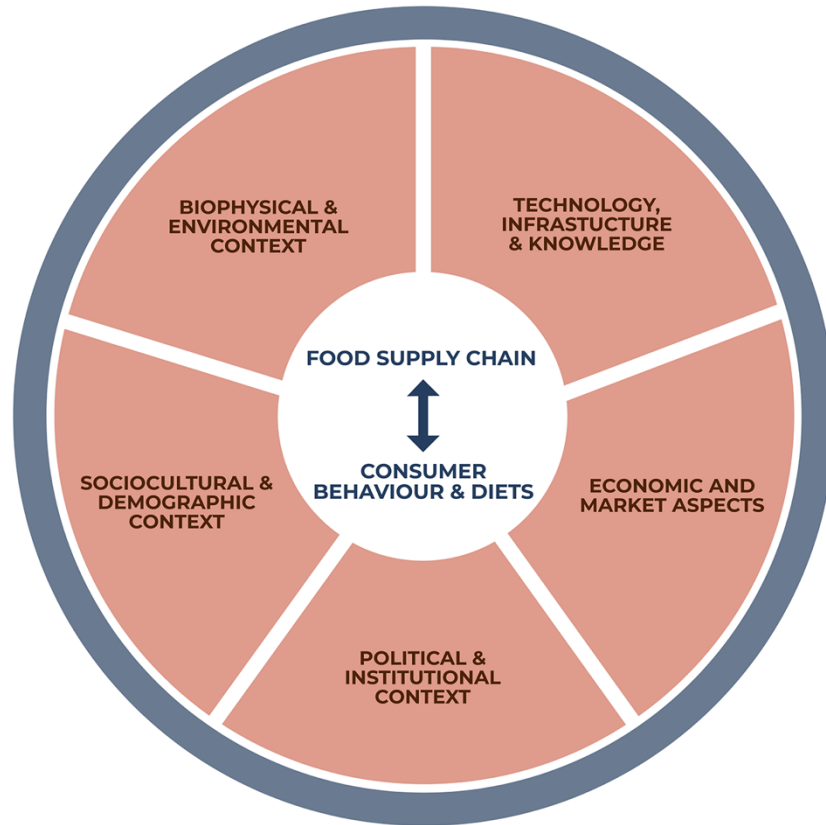 BIOPHYSICAL &
ENVIRONMENTAL
CONTEXT
TECHNOLOGY,
INFRASTUCTURE
& KNOWLEDGE
FOOD SUPPLY CHAIN
CONSUMER
BEHAVIOUR & DIETS
SOCIOCULTURAL &
DEMOGRAPHIC
CONTEXT
ECONOMIC AND
MARKET ASPECTS
POLITICAL &
INSTITUTIONAL
CONTEXT